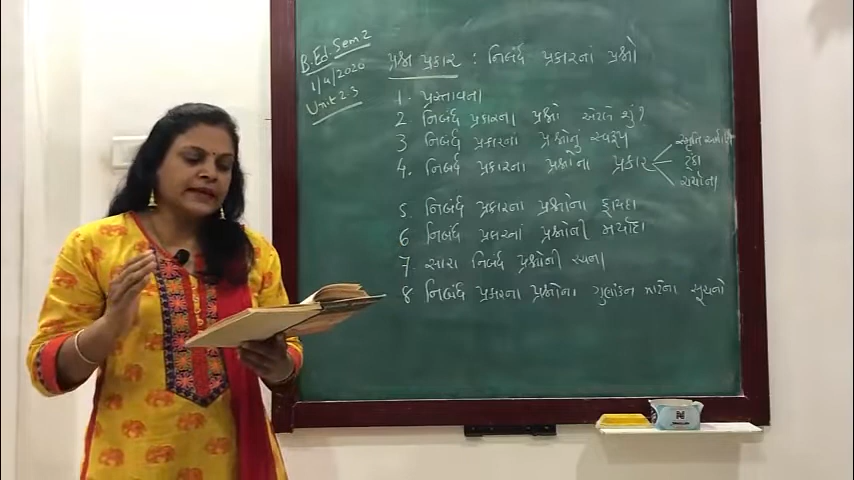 B.Ed. Sem 2
1/4/2020
Unit 2.3
પ્રશ્ન પ્રકાર : નિબંધ પ્રકારનાં પ્રશ્નો
1. પ્રસ્તાવના
2 નિબંધ પ્રકારના પ્રશ્નો એટલે શું?
3 નિબંધ પ્રકારનાં પ્રશ્નોનું સ્વરૂપ
4. નિબંધ પ્રકારના પ્રશ્નોના પ્રકાર
ટૂંકા
5. નિબંધ પ્રકારના પ્રશ્નોના ફાયદા
6 નિબંધ પ્રકારનાં પ્રશ્નોની મર્યાદા
7. સારા નિબંધ પ્રશ્નોની રચના
8 નિબંધ પ્રકારના પ્રશ્નોના ગુણાંકન માટેના સૂચનો